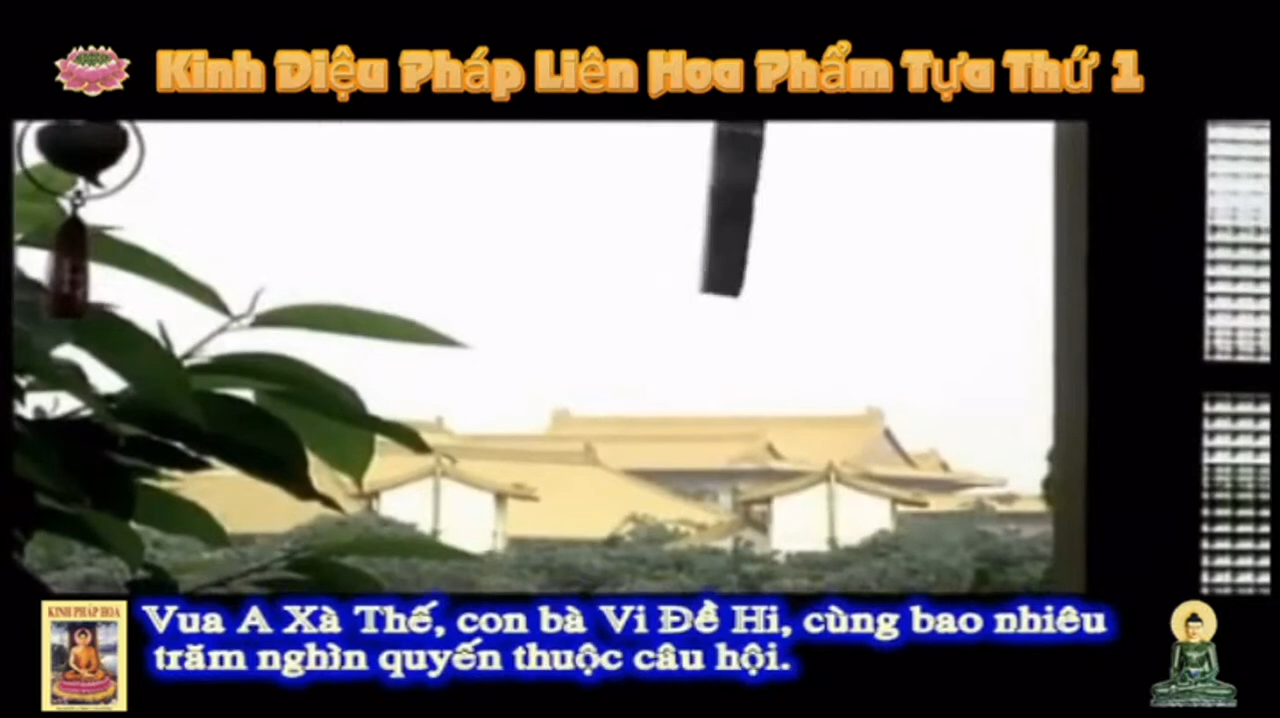 Kinh Diệu Pháp Liên Hoa Phẩm Tựa Thứ 1
KINH PHÁP HOA
Vua A Xà Thế, con bà Vi Đề Hi, cùng bao nhiêu
trăm nghìn quyến thuộc câu hội.